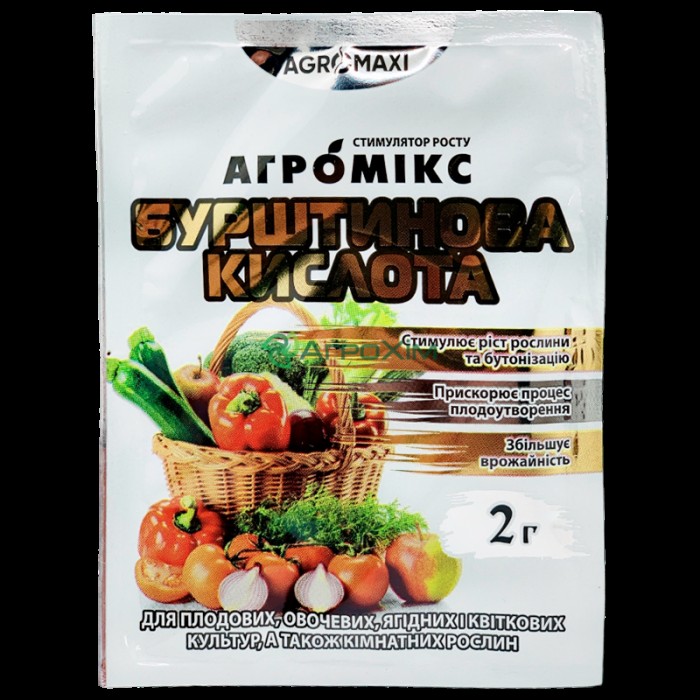 AGROMAXI
СТИМУЛЯТОР РОСТУ
АГРОМІКС
БУРШТИНОВА
КИСЛОТА
Стимулює ріст рослини
та бутонізацію
АГРОХІМ
Прискорює процес
плодоутворення
Збільшує
врожайність
2 г
ДЛЯ ПЛОДОВИХ, ОВОЧЕВИХ, ЯГІДНИХ І КВІТКОВИХ
КУЛЬТУР, А ТАКОЖ КІМНАТНИХ РОСЛИН